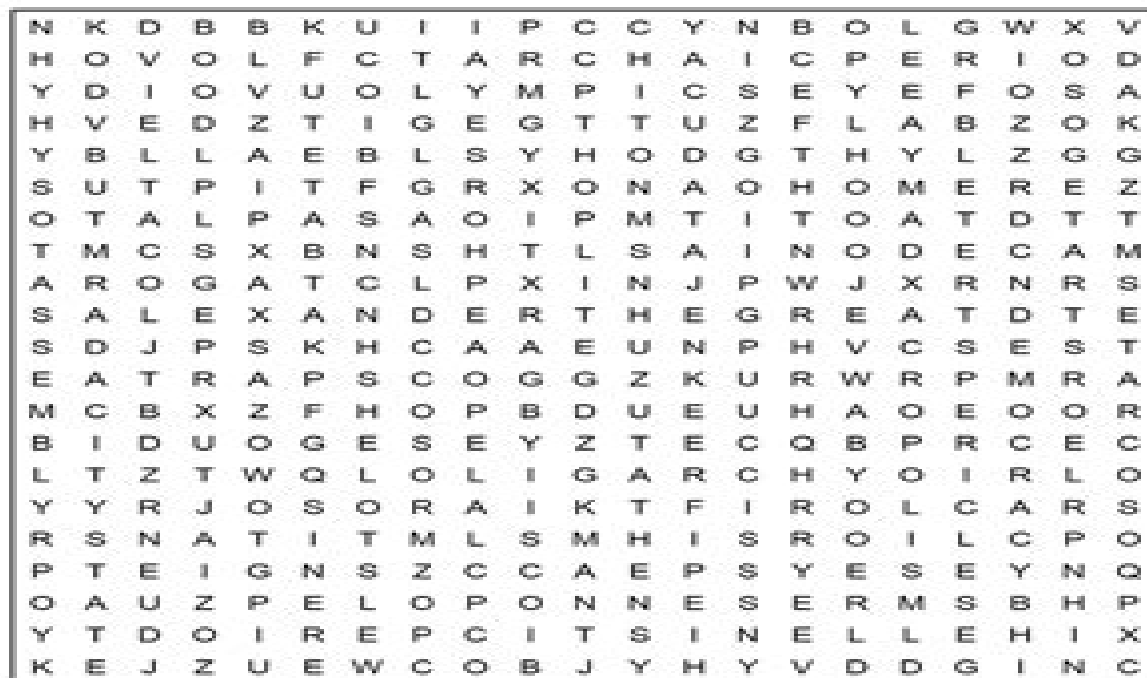 N K D B B K U I I P C C Y N B O L G W X V
H O V O L F C T A R C H A I C P E R I O D
Y D I O V U O L Y M P I C S E Y E F O S A
H V E D Z T I G E G T T U Z F L A B Z O K
Y B L L A E B L S Y H O D G T H Y L Z G G
S U T P I T F G R X O N A O H O M E R E Z
O T A L P A S A O I P M T I T O A T D T T
T M C S X B N S H T L S A I N O D E C A M
A R O G A T C L P X I N J P W J X R N R S
S A L E X A N D E R T H E G R E A T D T E
S D J P S K H C A A E U N P H V C S E S T
E A T R A P S C O G G Z K U R W R P M R A
M C B X Z F H O P B D U E U H A O E O O R
B I D U O G E S E Y Z T E C Q B P R C E C
L T Z T W Q L O L I G A R C H Y O I R L O
Y Y R J O S O R A I K T F I R O L C A R S
R S N A T I T M L S M H I S R O I L C P O
P T E I G N S Z C C A E P S Y E S E Y N Q
O A U Z P E L O P O N N E S E R M S B H P
Y T D O I R E P C I T S I N E L L E H I X
K E J Z U E W C O B J Y H Y V D D G I N C